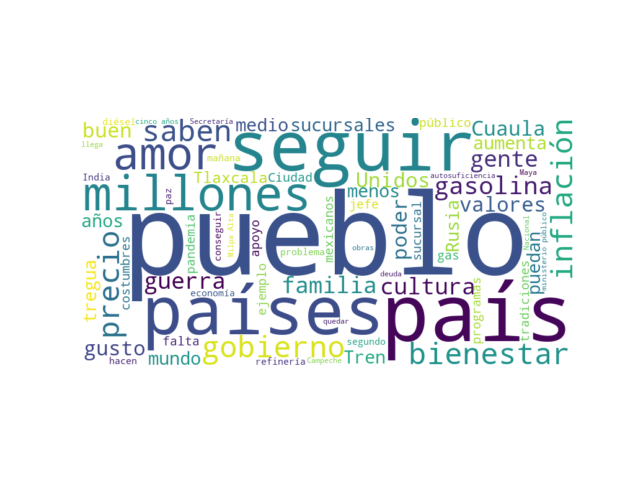 diésel
cinco años
Secretaría
buen
saben
medio
sucursales
público
Cuaula
llega
amor
seguir
aumenta
mañana
gente
India
Tlaxcala
Ciudad
Unidos
autosuficiencia
Maya
millones
paz
menos
gasolina
inflación
años
pueblo
jefe
valores
precio
costumbres
pandemia
conseguir
Milpa Alta
apoyo
mexicanos
poder
sucursal
Rusia
puedan
Ministerio público
Nacional
tregua
problema
obras
gas
guerra
economía
ejemplo
familia
deuda
cultura
programas
tradiciones
países
país
quedar
gusto
falta
gobierno
segundo
hacen
mundo
refinería
Campeche
Tren
bienestar